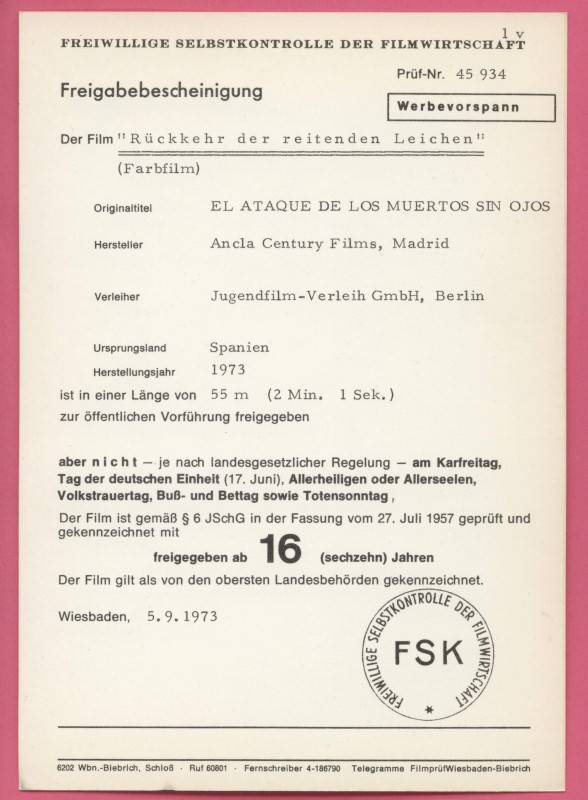 1 v
FREIWILLIGE SELBSTKONTROLLE DER FILMWIRTSCHAFT
Prüf-Nr. 45 934
Freigabebescheinigung
Werbevorspann
Der Film "Rückkehr der reitenden Leichen"
(Farbfilm)
Originaltitel EL ATAQUE DE LOS MUERTOS SIN OJOS
Hersteller Ancla Century Films, Madrid
Verleiher Jugendfilm-Verleih GmbH, Berlin
Ursprungsland Spanien
Herstellungsjahr 1973
ist in einer Länge von 55 m (2 Min. 1 Sek.)
zur öffentlichen Vorführung freigegeben
aber nicht — je nach landesgesetzlicher Regelung — am Karfreitag,
Tag der deutschen Einheit (17. Juni), Allerheiligen oder Allerseelen,
Volkstrauertag, Buß- und Bettag sowie Totensonntag,
Der Film ist gemäß § 6 JSchG in der Fassung vom 27. Juli 1957 geprüft und
gekennzeichnet mit
freigegeben ab 16 (sechzehn) Jahren
Der Film gilt als von den obersten Landesbehörden gekennzeichnet.
Wiesbaden, 5.9.1973
FREIWILLIGE SELBSTKONTROLLE DER FILMWIRTSCHAFT
FSK
6202 Wbn.-Biebrich, Schloß · Ruf 60801 · Fernschreiber 4-186790 Telegramme FilmprüfWiesbaden-Biebrich